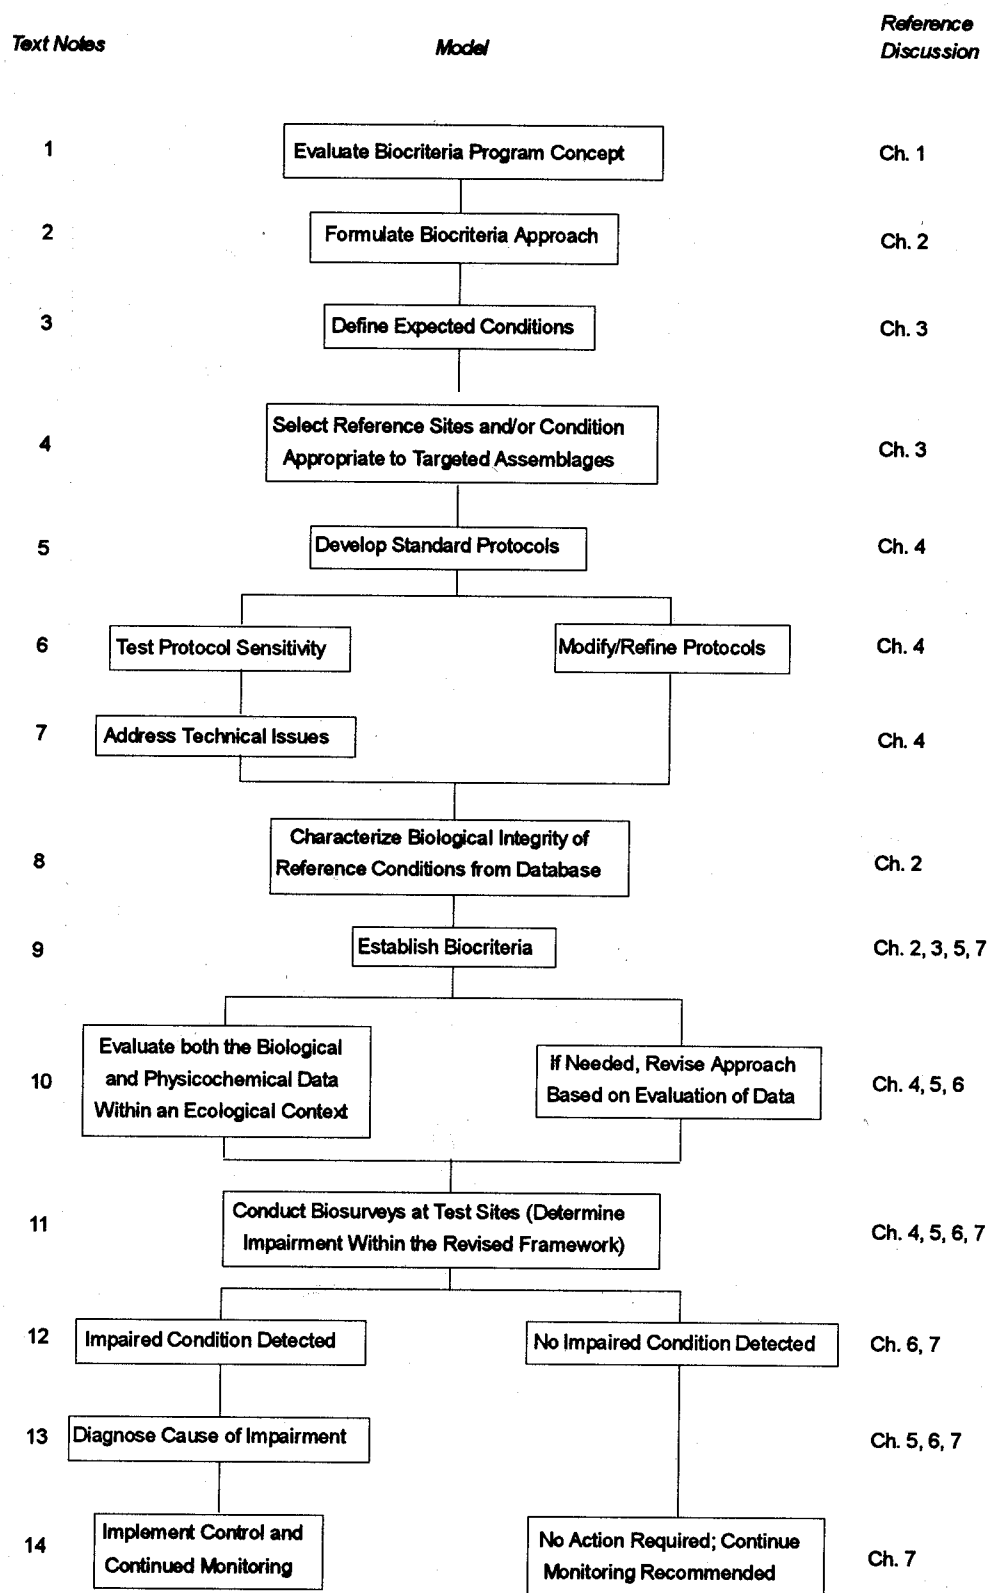 Text Notes
Model
Reference
Discussion
1
Evaluate Biocriteria Program Concept
Ch. 1
2
Formulate Biocriteria Approach
Ch. 2
3
Define Expected Conditions
Ch. 3
4
Select Reference Sites and/or Condition
Appropriate to Targeted Assemblages
Ch. 3
5
Develop Standard Protocols
Ch. 4
6
Test Protocol Sensitivity
Modify/Refine Protocols
Ch. 4
7
Address Technical Issues
Ch. 4
8
Characterize Biological Integrity of
Reference Conditions from Database
Ch. 2
9
Establish Biocriteria
Ch. 2, 3, 5, 7
10
Evaluate both the Biological
and Physicochemical Data
Within an Ecological Context
If Needed, Revise Approach
Based on Evaluation of Data
Ch. 4, 5, 6
11
Conduct Biosurveys at Test Sites (Determine
Impairment Within the Revised Framework)
Ch. 4, 5, 6, 7
12
Impaired Condition Detected
No Impaired Condition Detected
Ch. 6, 7
13
Diagnose Cause of Impairment
Ch. 5, 6, 7
14
Implement Control and
Continued Monitoring
No Action Required; Continue
Monitoring Recommended
Ch. 7